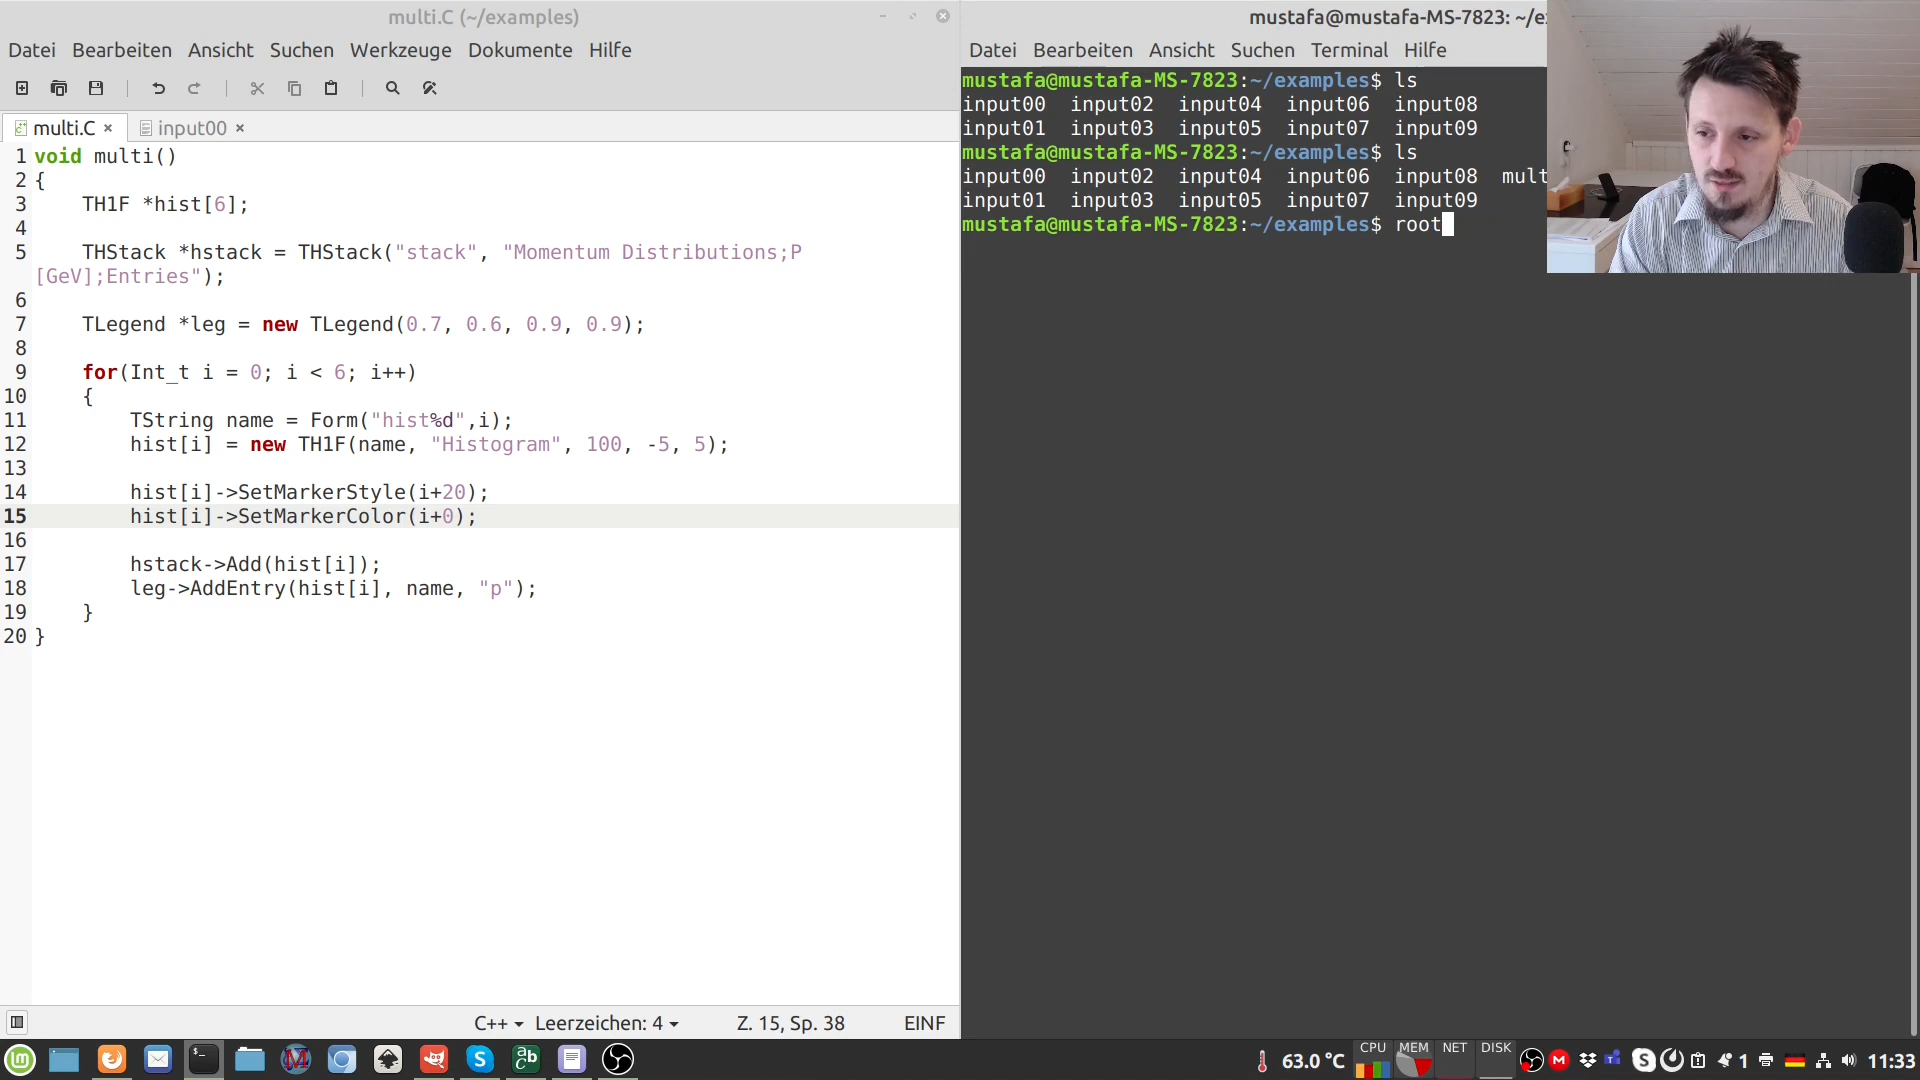 multi.C (~/examples)
Datei Bearbeiten Ansicht Suchen Werkzeuge Dokumente Hilfe
multi.C × input00 ×
1 void multi()
2 {
3 TH1F *hist[6];
4
5 THStack *hstack = THStack("stack", "Momentum Distributions;P
[GeV];Entries");
6
7 TLegend *leg = new TLegend(0.7, 0.6, 0.9, 0.9);
8
9 for(Int_t i = 0; i < 6; i++)
10 {
11 TString name = Form("hist%d",i);
12 hist[i] = new TH1F(name, "Histogram", 100, -5, 5);
13
14 hist[i]->SetMarkerStyle(i+20);
15 hist[i]->SetMarkerColor(i+0);
16
17 hstack->Add(hist[i]);
18 leg->AddEntry(hist[i], name, "p");
19 }
20 }
C++ Leerzeichen: 4 Z. 15, Sp. 38 EINF
mustafa@mustafa-MS-7823: ~/e
Datei Bearbeiten Ansicht Suchen Terminal Hilfe
mustafa@mustafa-MS-7823:~/examples$ ls
input00 input02 input04 input06 input08
input01 input03 input05 input07 input09
mustafa@mustafa-MS-7823:~/examples$ ls
input00 input02 input04 input06 input08 mult
input01 input03 input05 input07 input09
mustafa@mustafa-MS-7823:~/examples$ root
63.0 °C CPU MEM NET DISK 1 11:33